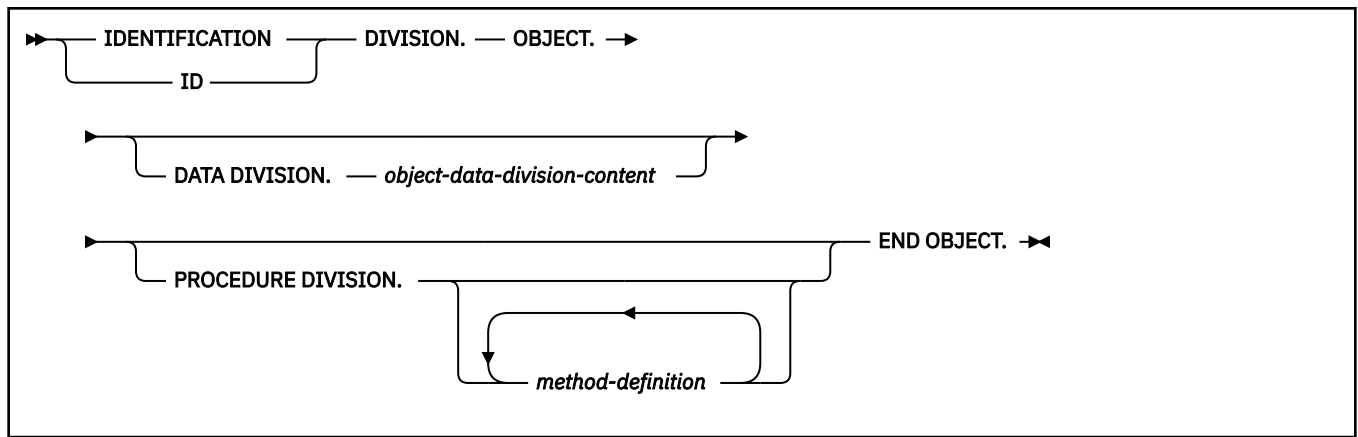 IDENTIFICATION DIVISION. OBJECT.
ID
DATA DIVISION. object-data-division-content
END OBJECT.
PROCEDURE DIVISION.
method-definition